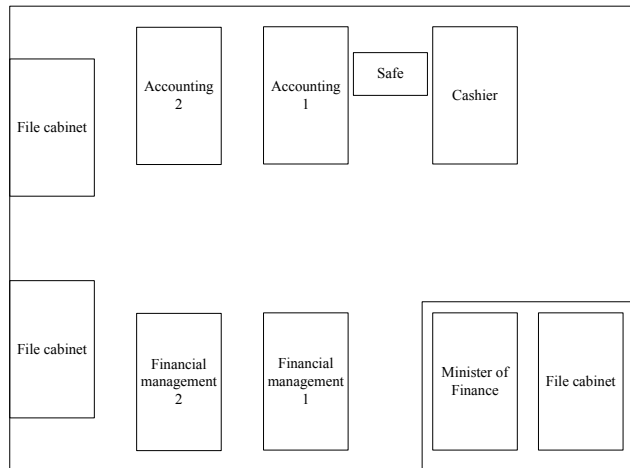 File cabinet
Accounting
2
Accounting
1
Safe
Cashier
File cabinet
Financial
management
2
Financial
management
1
Minister of
Finance
File cabinet